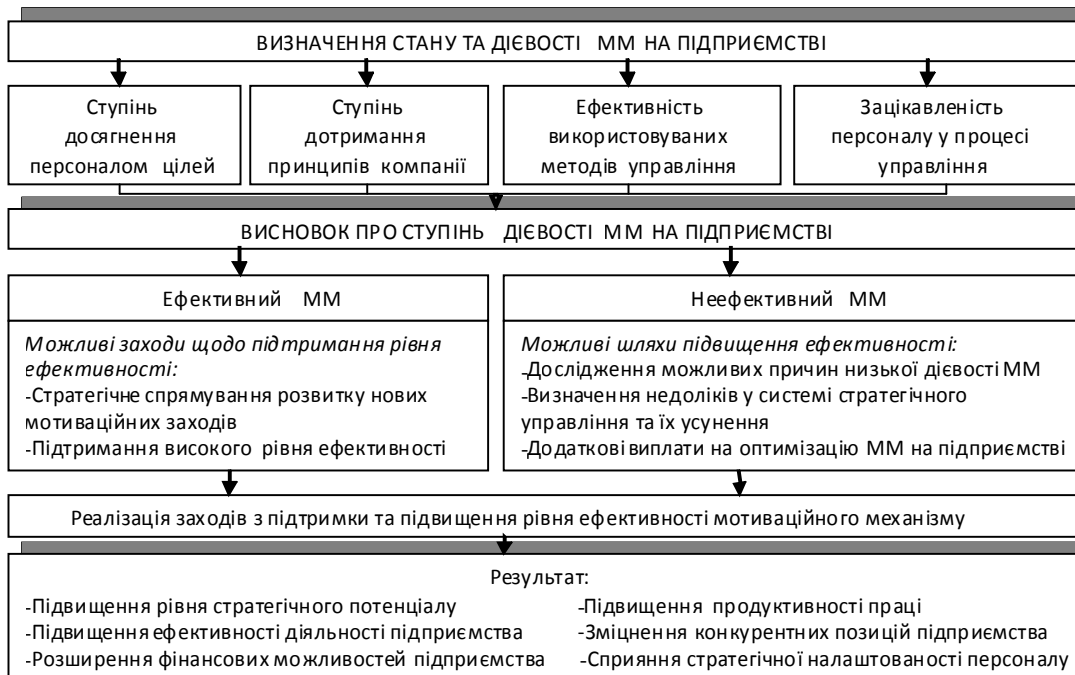 ВИЗНАЧЕННЯ СТАНУ ТА ДІЄВОСТІ ММ НА ПІДПРИЄМСТВІ
Ступінь
досягнення
персоналом цілей
Ступінь
дотримання
принципів компанії
Ефективність
використовуваних
методів управління
Зацікавленість
персоналу у процесі
управління
ВИСНОВОК ПРО СТУПІНЬ ДІЄВОСТІ ММ НА ПІДПРИЄМСТВІ
Ефективний ММ
Можливі заходи щодо підтримання рівня
ефективності:
-Стратегічне спрямування розвитку нових
мотиваційних заходів
-Підтримання високого рівня ефективності
Неефективний ММ
Можливі шляхи підвищення ефективності:
-Дослідження можливих причин низької дієвості ММ
-Визначення недоліків у системі стратегічного
управління та їх усунення
-Додаткові виплати на оптимізацію ММ на підприємстві
Реалізація заходів з підтримки та підвищення рівня ефективності мотиваційного механізму
Результат:
-Підвищення рівня стратегічного потенціалу
-Підвищення ефективності діяльності підприємства
-Розширення фінансових можливостей підприємства
-Підвищення продуктивності праці
-Зміцнення конкурентних позицій підприємства
-Сприяння стратегічної налаштованості персоналу